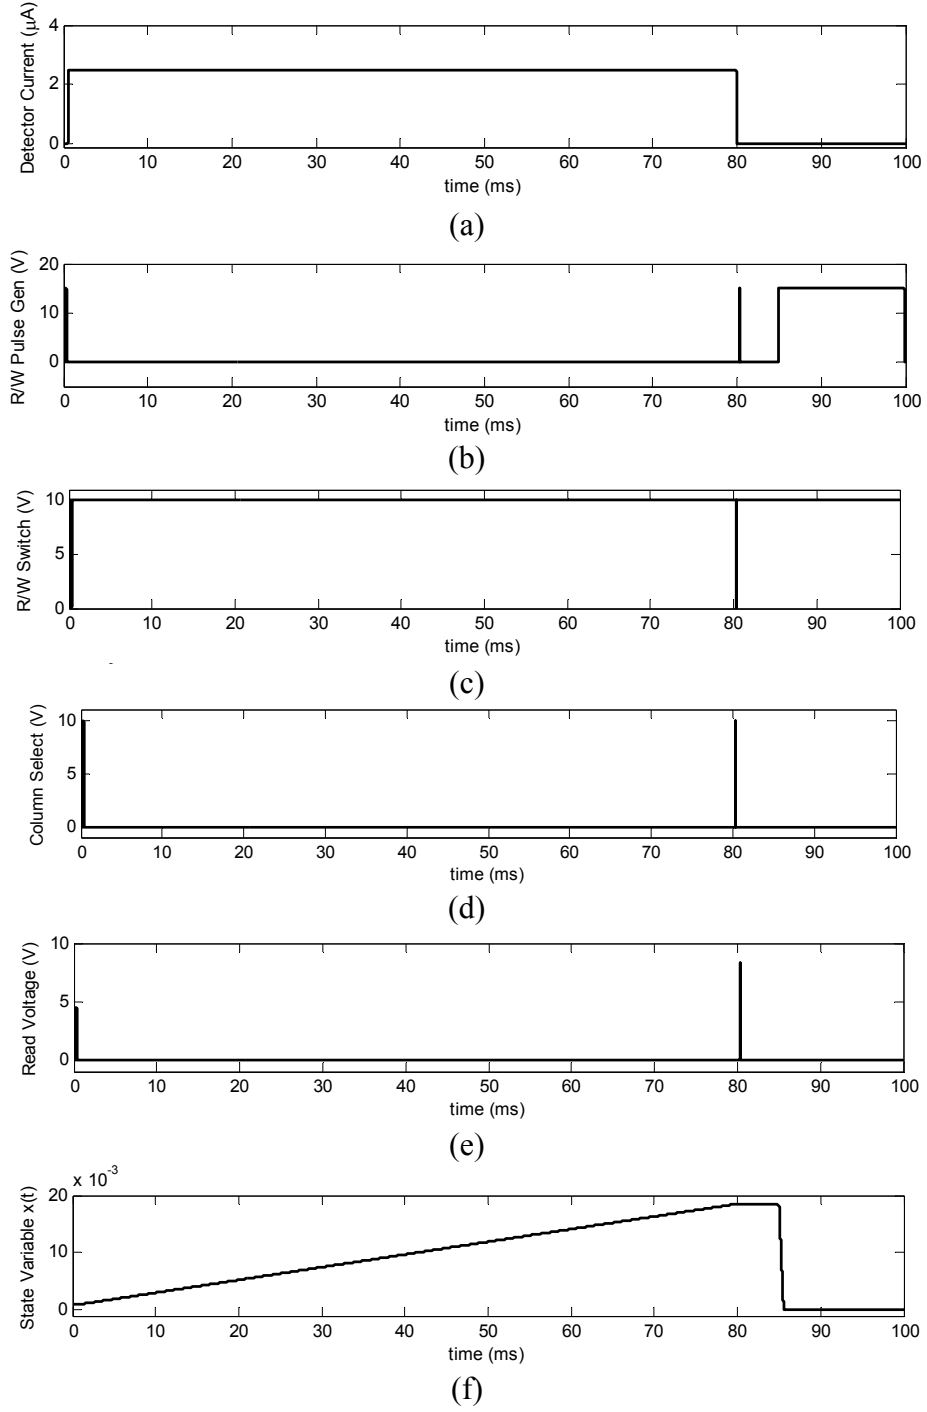 Detector Current (μA)
4
2
0
0 10 20 30 40 50 60 70 80 90 100
time (ms)
(a)
R/W Pulse Gen (V)
20
10
0
0 10 20 30 40 50 60 70 80 90 100
time (ms)
(b)
R/W Switch (V)
10
5
0
0 10 20 30 40 50 60 70 80 90 100
time (ms)
(c)
Column Select (V)
10
5
0
0 10 20 30 40 50 60 70 80 90 100
time (ms)
(d)
Read Voltage (V)
10
5
0
0 10 20 30 40 50 60 70 80 90 100
time (ms)
(e)
x 10⁻³
State Variable x(t)
20
10
0
0 10 20 30 40 50 60 70 80 90 100
time (ms)
(f)